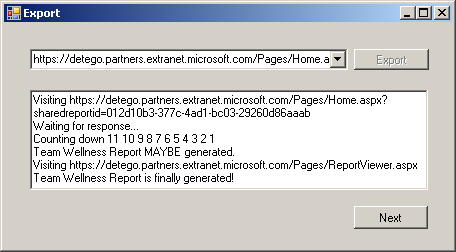 Export
https://detego.partners.extranet.microsoft.com/Pages/Home.a
Export
Visiting https://detego.partners.extranet.microsoft.com/Pages/Home.aspx?
sharedreportid=012d10b3-377c-4ad1-bc03-29260d86aaab
Waiting for response...
Counting down 11 10 9 8 7 6 5 4 3 2 1
Team Wellness Report MAYBE generated.
Visiting https://detego.partners.extranet.microsoft.com/Pages/ReportViewer.aspx
Team Wellness Report is finally generated!
Next